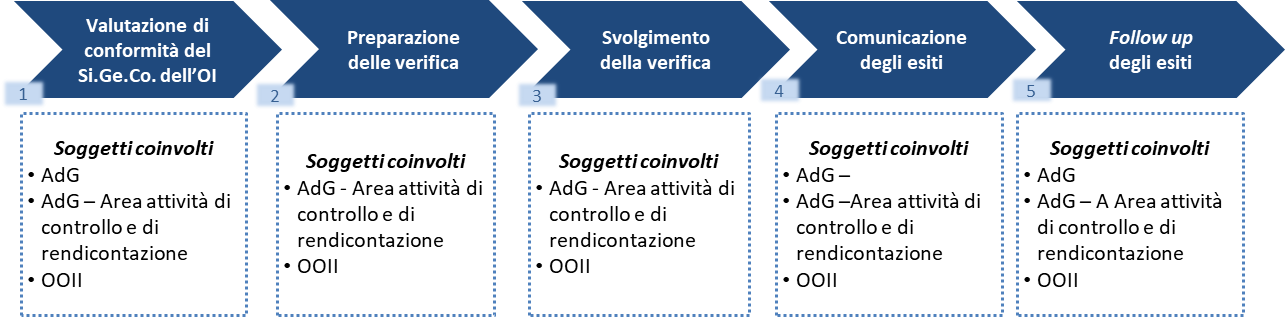 Valutazione di
conformità del
Si.Ge.Co. dell'OI
1
Preparazione
delle verifica
2
Svolgimento
della verifica
3
Comunicazione
degli esiti
4
Follow up
degli esiti
5
Soggetti coinvolti
• AdG
• AdG – Area attività di
controllo e di
rendicontazione
• OOII
Soggetti coinvolti
• AdG - Area attività di
controllo e di
rendicontazione
• OOII
Soggetti coinvolti
• AdG - Area attività di
controllo e di
rendicontazione
• OOII
Soggetti coinvolti
• AdG –
• AdG –Area attività di
controllo e di
rendicontazione
• OOII
Soggetti coinvolti
• AdG
• AdG – A Area attività
di controllo e di
rendicontazione
• OOII